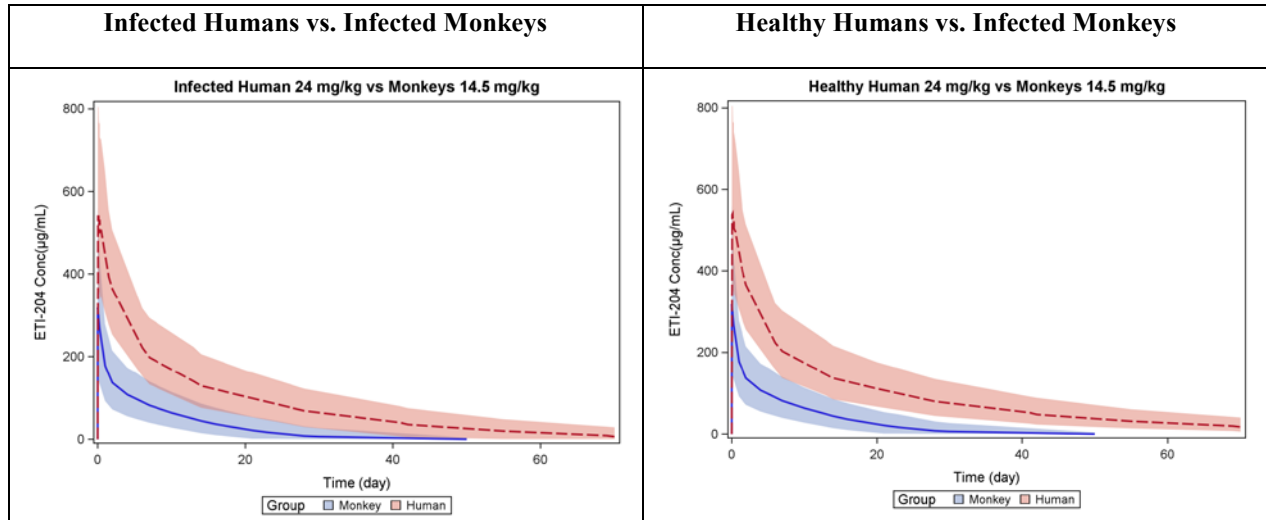 Infected Humans vs. Infected Monkeys
Healthy Humans vs. Infected Monkeys
Infected Human 24 mg/kg vs Monkeys 14.5 mg/kg
800
600
400
200
0
ETI-204 Conc(µg/mL)
0 20 40 60
Time (day)
Group Monkey Human
Healthy Human 24 mg/kg vs Monkeys 14.5 mg/kg
800
600
400
200
0
ETI-204 Conc(µg/mL)
0 20 40 60
Time (day)
Group Monkey Human